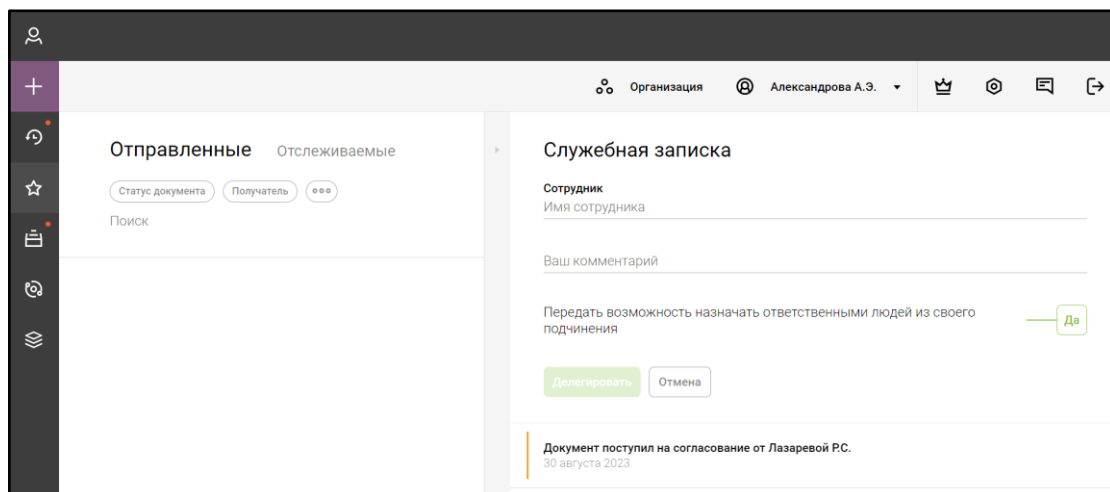 Организация
Александрова А.Э.
Отправленные Отслеживаемые
Статус документа Получатель
Поиск
Служебная записка
Сотрудник
Имя сотрудника
Ваш комментарий
Передать возможность назначать ответственными людей из своего
подчинения
Да
Делегировать Отмена
Документ поступил на согласование от Лазаревой Р.С.
30 августа 2023